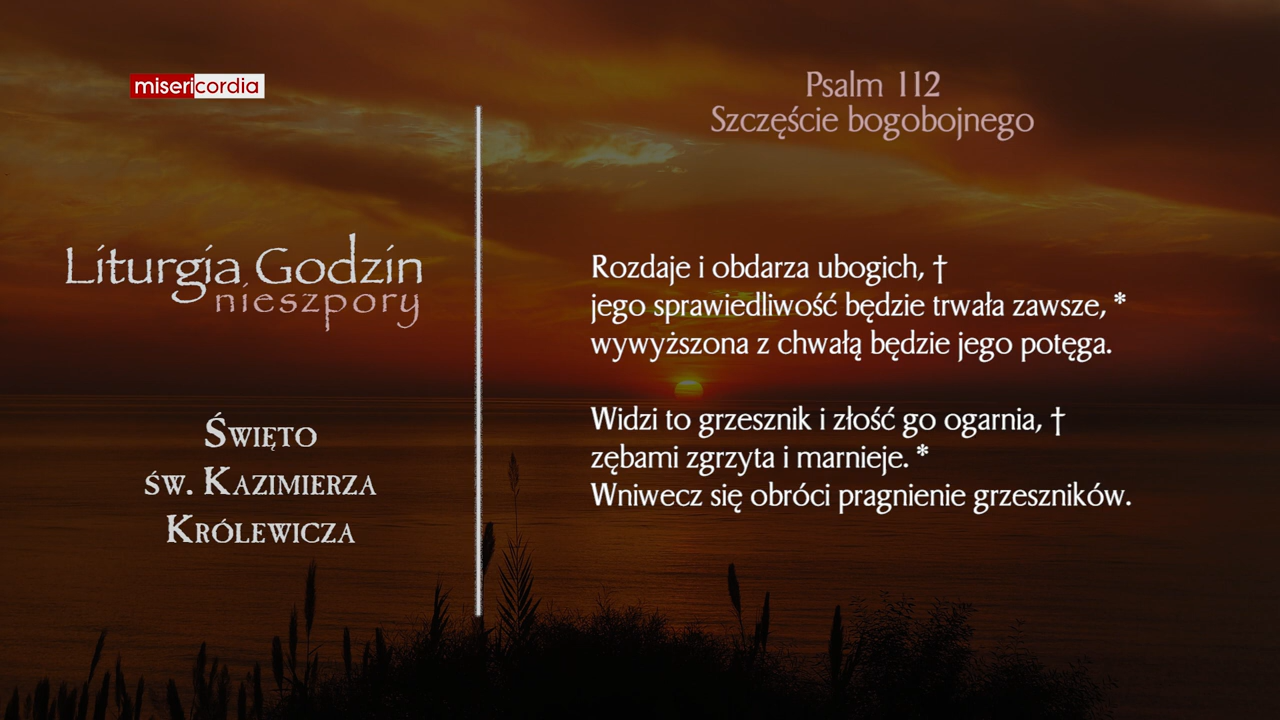 misericordia
Liturgia Godzin
nieszpory
Święto
św. Kazimierza
Królewicza
Psalm 112
Szczęście bogobojnego
Rozdaje i obdarza ubogich, †
jego sprawiedliwość będzie trwała zawsze, *
wywyższona z chwałą będzie jego potęga.
Widzi to grzesznik i złość go ogarnia, †
zębami zgrzyta i marnieje. *
Wniwecz się obróci pragnienie grzeszników.